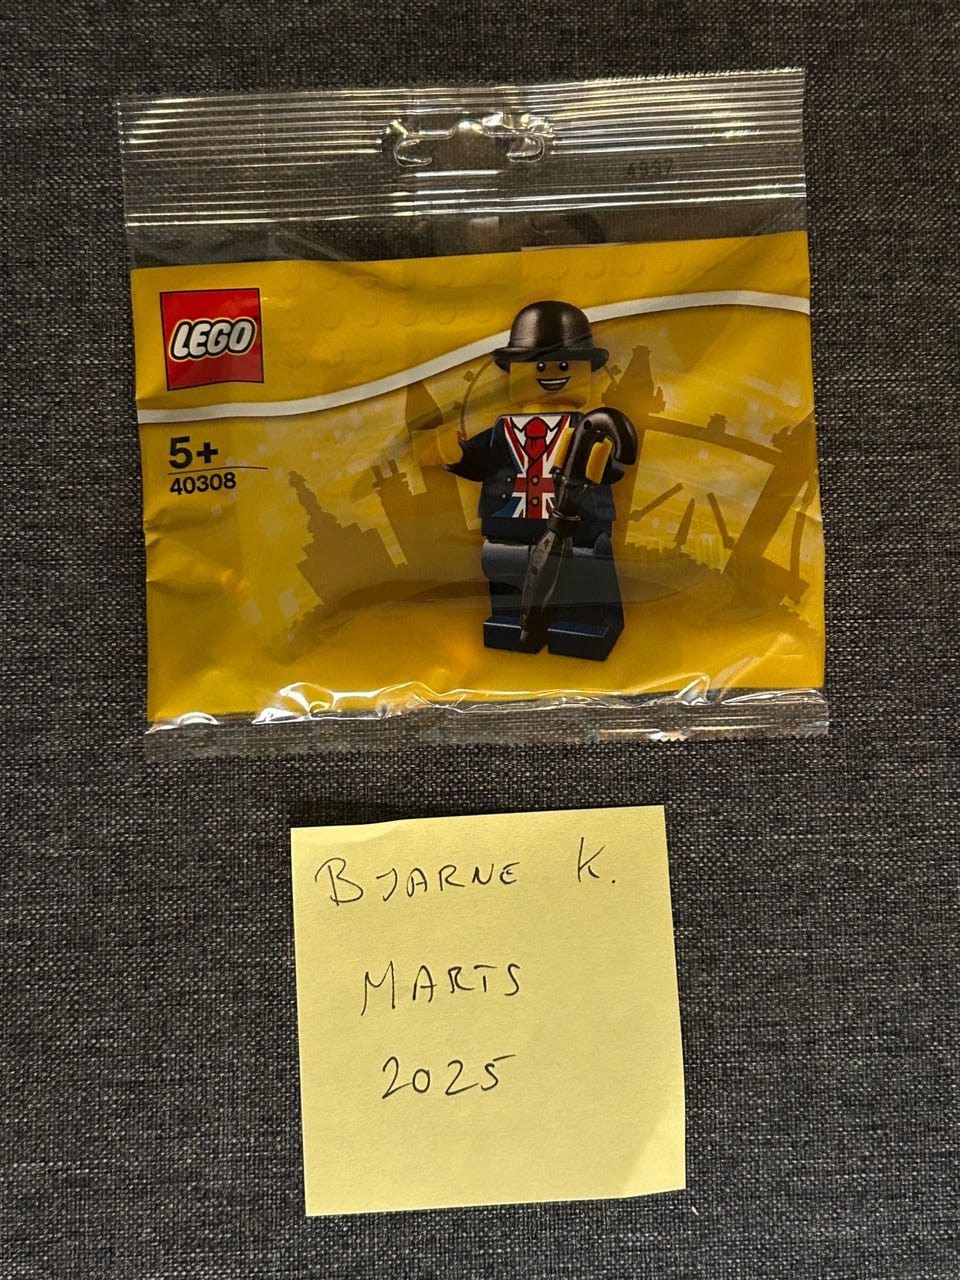 4957
LEGO
5+
40308
BJARNE K.
MARTS
2025